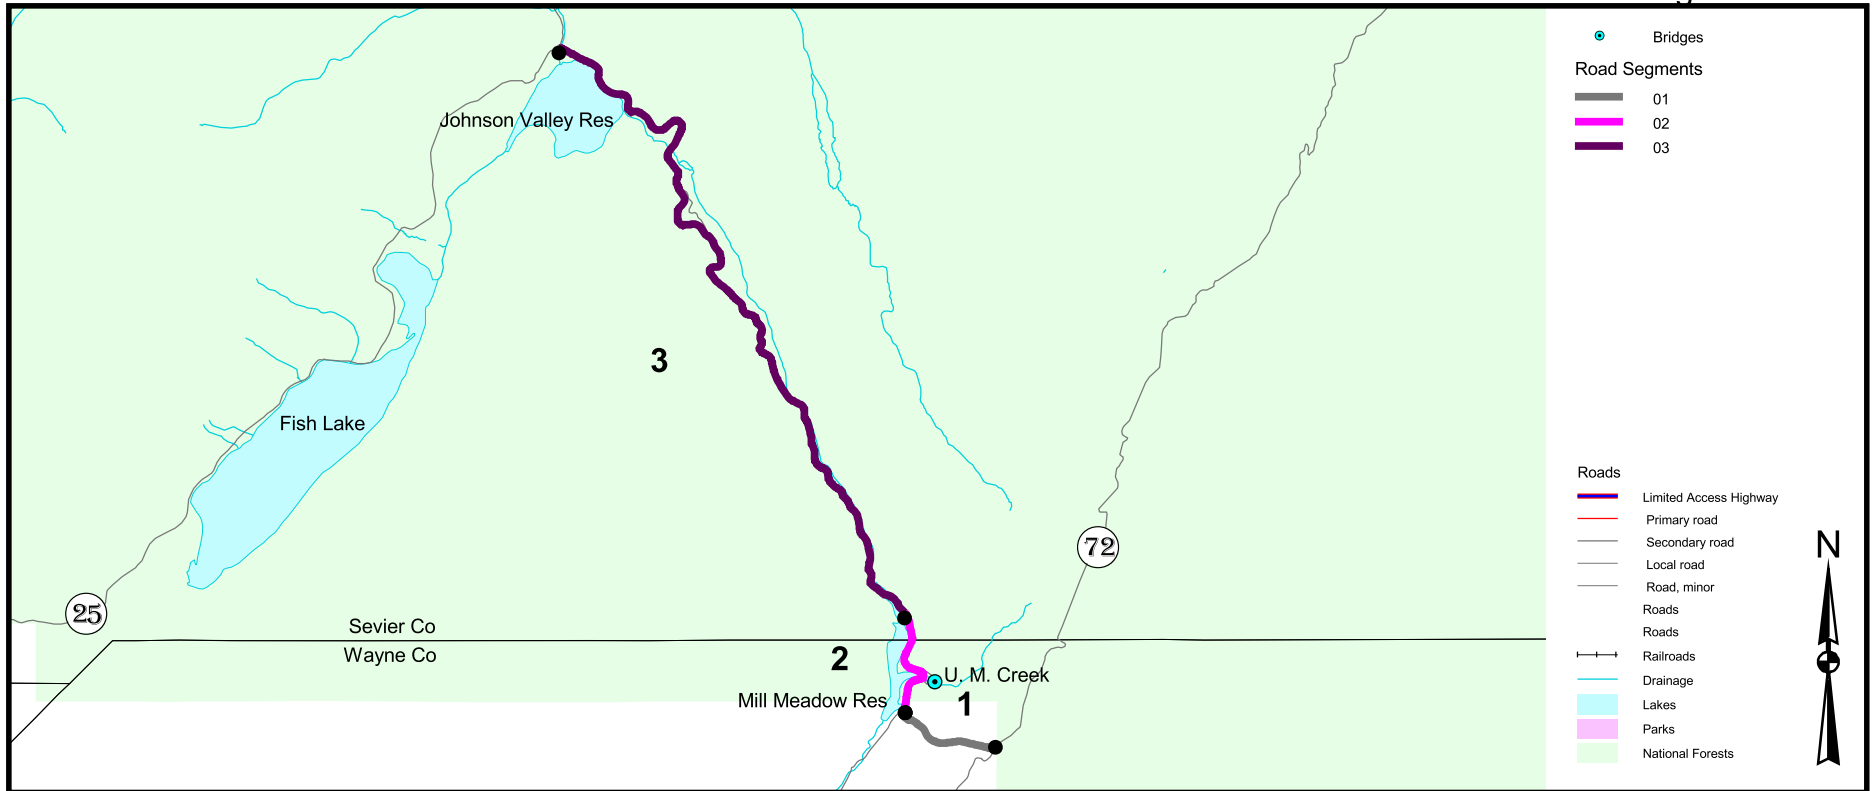 Bridges
Road Segments
01
02
03
Johnson Valley Res
3
Fish Lake
72
25
Sevier Co
Wayne Co
2
U. M. Creek
Mill Meadow Res
1
Roads
Limited Access Highway
Primary road
Secondary road
Local road
Road, minor
Roads
Roads
Railroads
Drainage
Lakes
Parks
National Forests
N